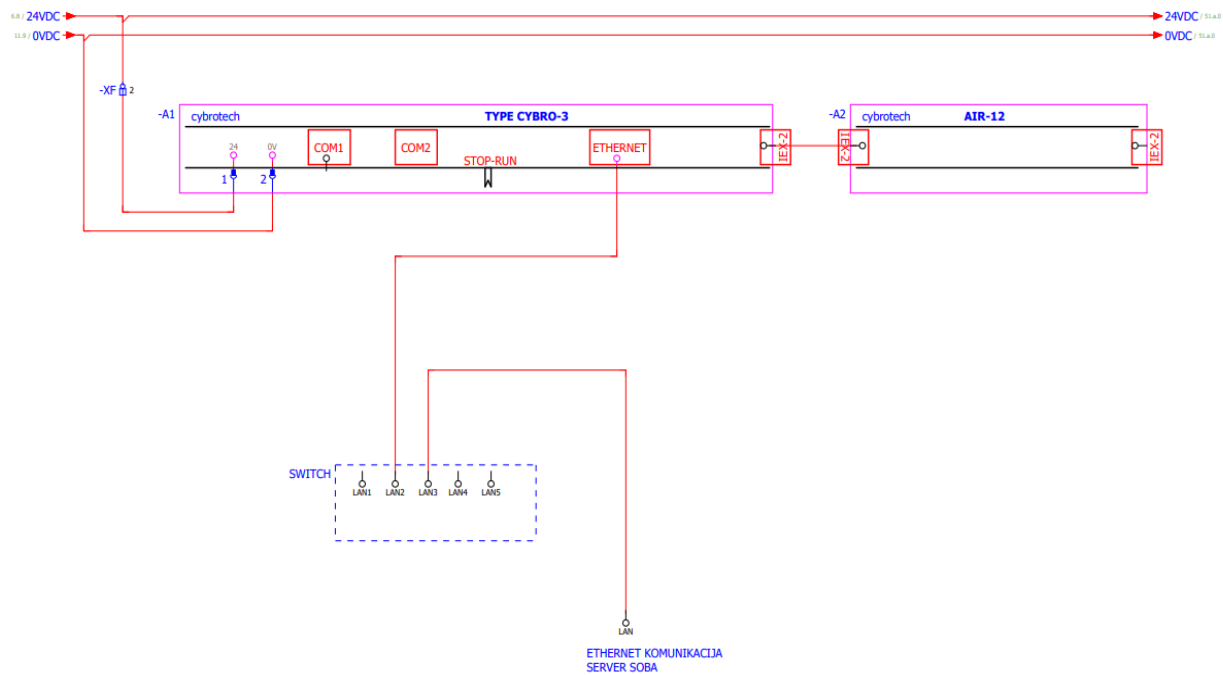 6.8 / 24VDC
24VDC / 51.a.0
11.9 / 0VDC
0VDC / 51.a.0
-XF 2
-A1 cybrotech TYPE CYBRO-3
-A2 cybrotech AIR-12
24 0V COM1 COM2 ETHERNET IEX-2
IEX-2 IEX-2
STOP-RUN
1 2
SWITCH
LAN1 LAN2 LAN3 LAN4 LAN5
LAN
ETHERNET KOMUNIKACIJA
SERVER SOBA